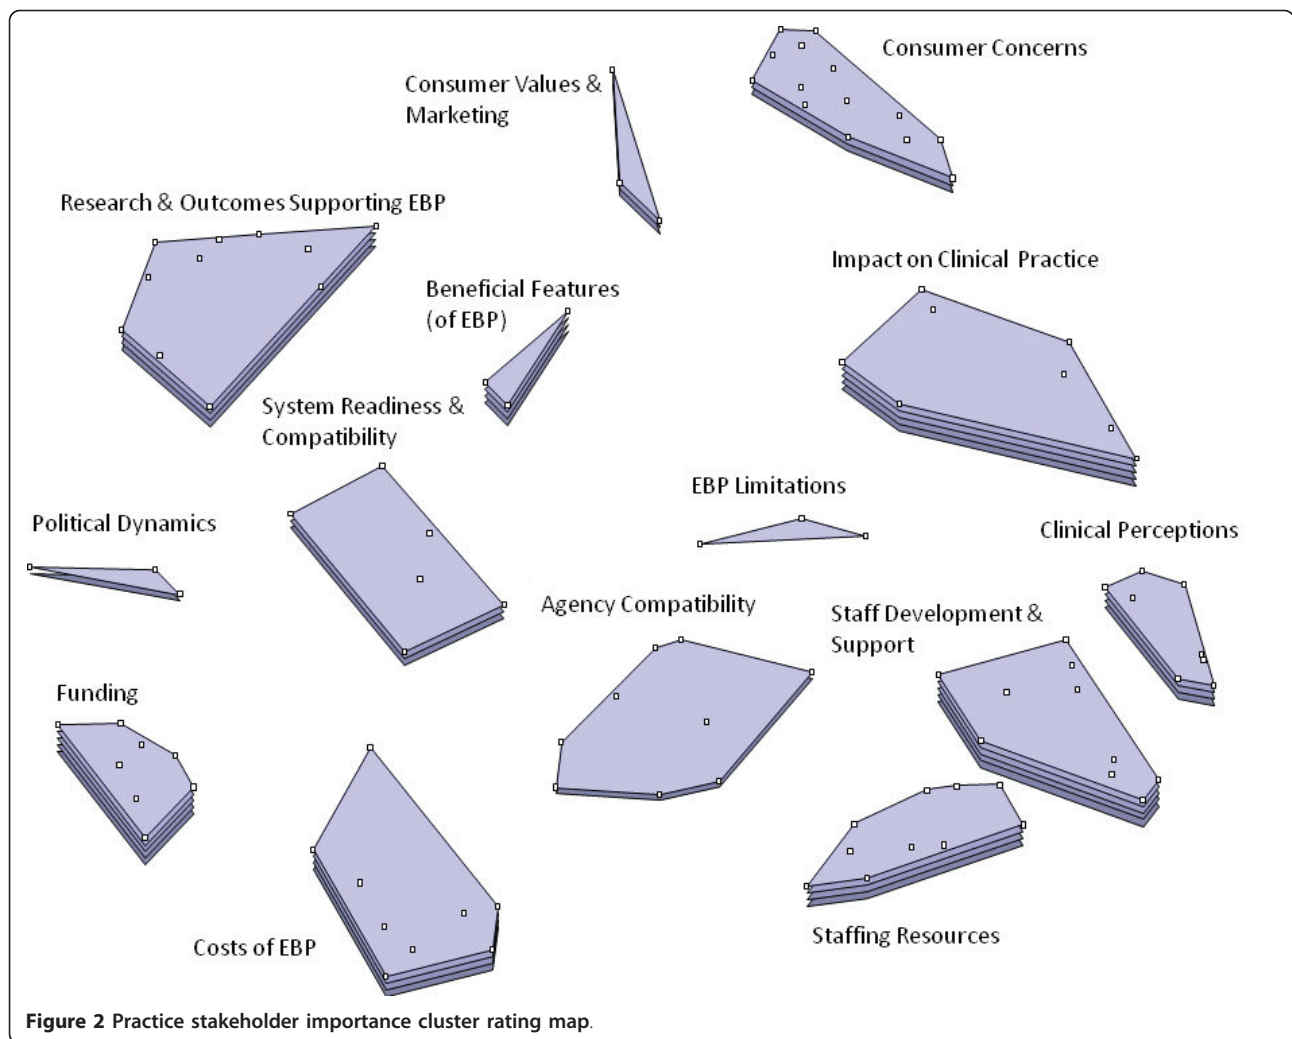 Consumer Concerns
Consumer Values &
Marketing
Research & Outcomes Supporting EBP
Impact on Clinical Practice
Beneficial Features
(of EBP)
System Readiness &
Compatibility
EBP Limitations
Political Dynamics
Clinical Perceptions
Agency Compatibility
Staff Development &
Support
Funding
Costs of EBP
Staffing Resources
Figure 2 Practice stakeholder importance cluster rating map.